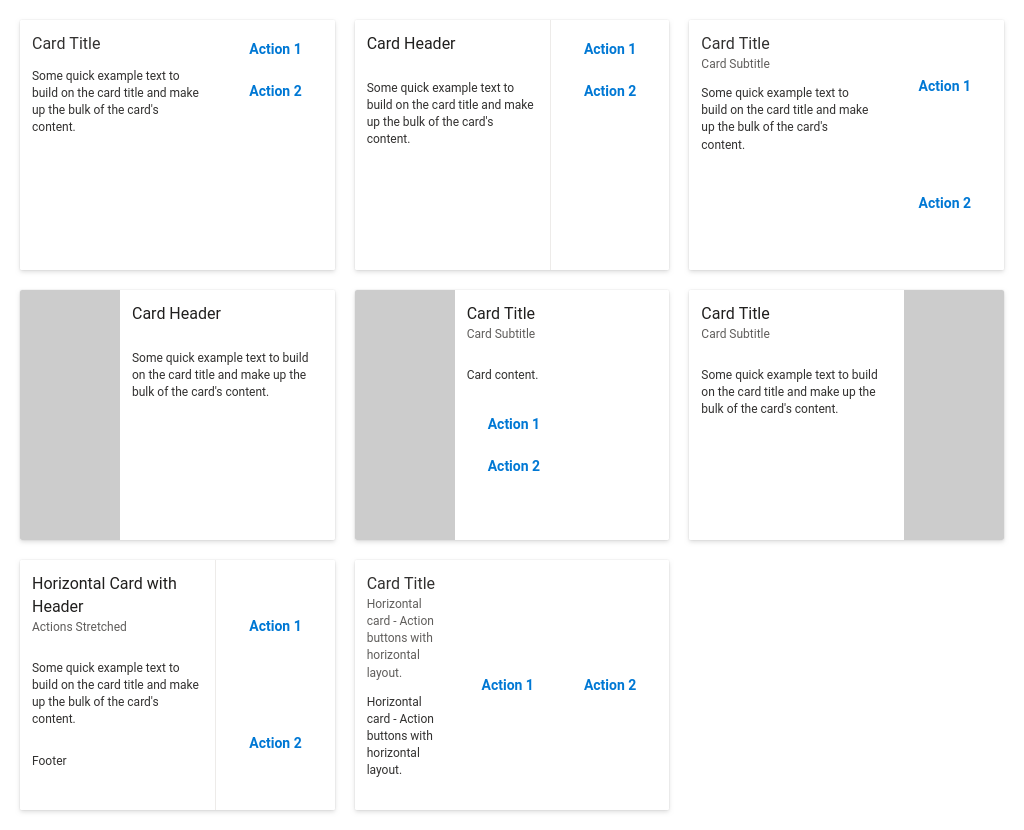 Card Title
Some quick example text to
build on the card title and make
up the bulk of the card's
content.
Action 1
Action 2
Card Header
Some quick example text to
build on the card title and make
up the bulk of the card's
content.
Action 1
Action 2
Card Title
Card Subtitle
Some quick example text to
build on the card title and make
up the bulk of the card's
content.
Action 1
Action 2
Card Header
Some quick example text to build
on the card title and make up the
bulk of the card's content.
Card Title
Card Subtitle
Card content.
Action 1
Action 2
Card Title
Card Subtitle
Some quick example text to build
on the card title and make up the
bulk of the card's content.
Horizontal Card with
Header
Actions Stretched
Some quick example text to
build on the card title and make
up the bulk of the card's
content.
Footer
Action 1
Action 2
Card Title
Horizontal
card - Action
buttons with
horizontal
layout.
Horizontal
card - Action
buttons with
horizontal
layout.
Action 1
Action 2